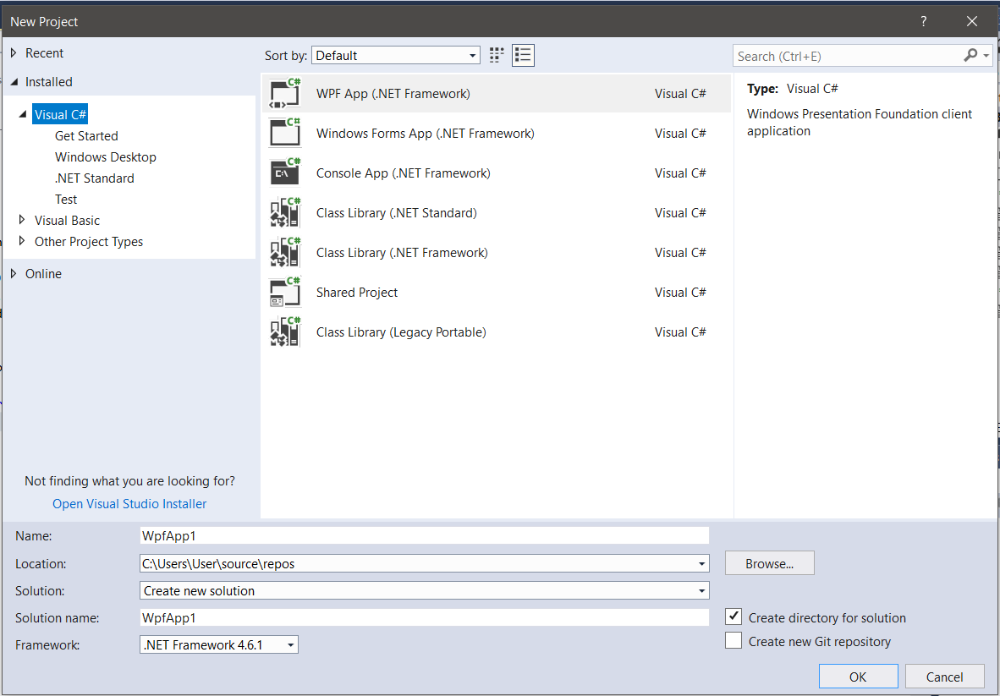 New Project
?
Recent
Installed
Visual C#
Get Started
Windows Desktop
.NET Standard
Test
Visual Basic
Other Project Types
Online
Not finding what you are looking for?
Open Visual Studio Installer
Sort by: Default
Search (Ctrl+E)
C# WPF App (.NET Framework) Visual C#
C# Windows Forms App (.NET Framework) Visual C#
C# C:\ Console App (.NET Framework) Visual C#
C# Class Library (.NET Standard) Visual C#
C# Class Library (.NET Framework) Visual C#
C# Shared Project Visual C#
C# Class Library (Legacy Portable) Visual C#
Type: Visual C#
Windows Presentation Foundation client
application
Name: WpfApp1
Location: C:\Users\User\source\repos Browse...
Solution: Create new solution
Solution name: WpfApp1 Create directory for solution
Framework: .NET Framework 4.6.1 Create new Git repository
OK Cancel